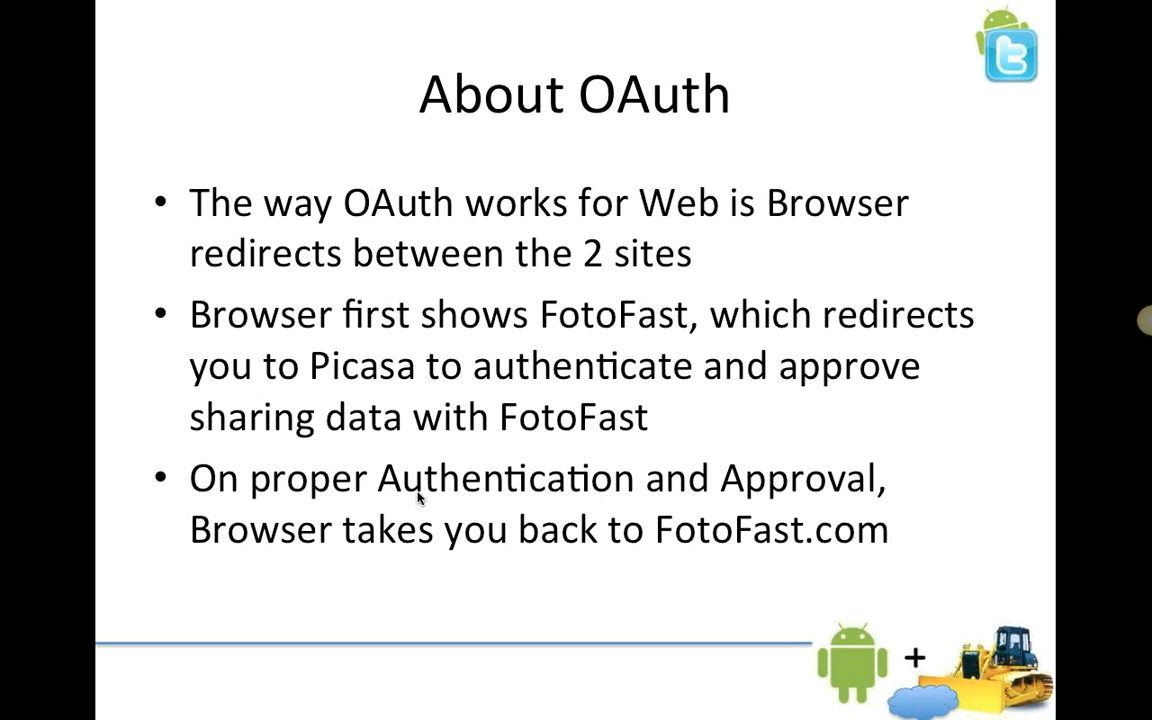 About OAuth
• The way OAuth works for Web is Browser
redirects between the 2 sites
• Browser first shows FotoFast, which redirects
you to Picasa to authenticate and approve
sharing data with FotoFast
• On proper Authentication and Approval,
Browser takes you back to FotoFast.com
+